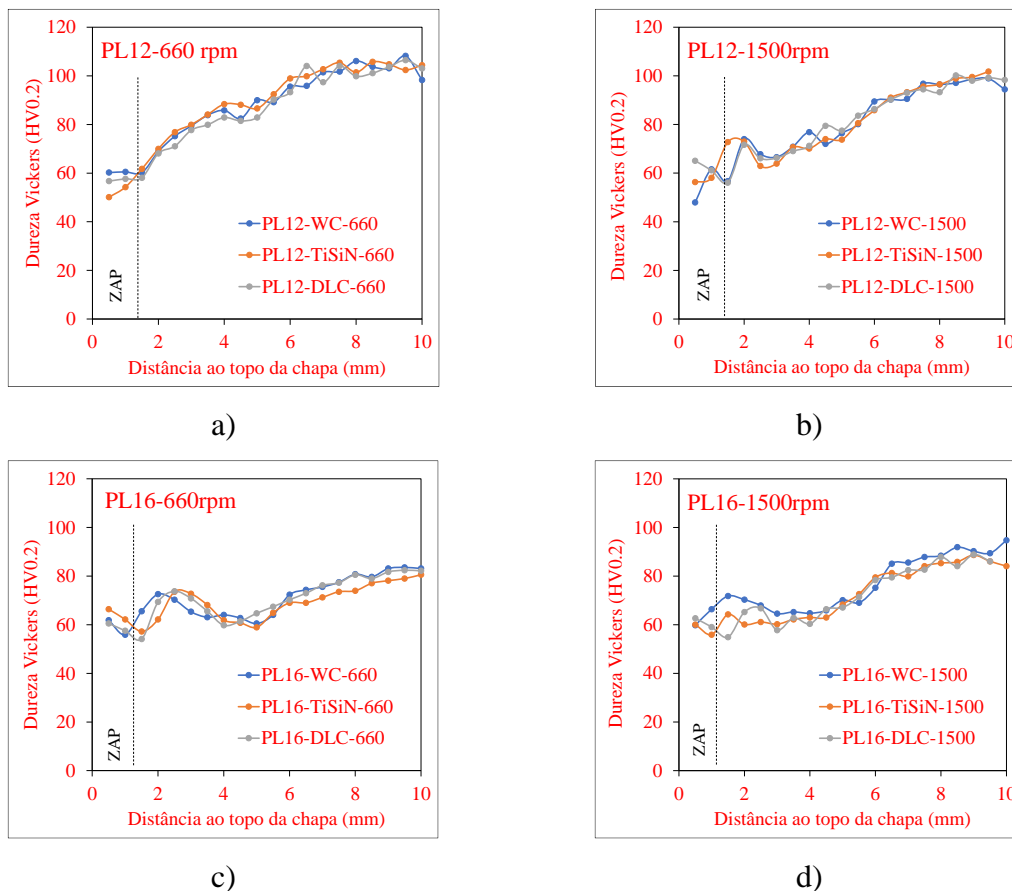 120
PL12-660 rpm
100
80
60
40
20
0
Dureza Vickers (HV0.2)
ZAP
PL12-WC-660
PL12-TiSiN-660
PL12-DLC-660
0 2 4 6 8 10
Distância ao topo da chapa (mm)
a)
120
PL12-1500rpm
100
80
60
40
20
0
Dureza Vickers (HV0.2)
ZAP
PL12-WC-1500
PL12-TiSiN-1500
PL12-DLC-1500
0 2 4 6 8 10
Distância ao topo da chapa (mm)
b)
120
PL16-660rpm
100
80
60
40
20
0
Dureza Vickers (HV0.2)
ZAP
PL16-WC-660
PL16-TiSiN-660
PL16-DLC-660
0 2 4 6 8 10
Distância ao topo da chapa (mm)
c)
120
PL16-1500rpm
100
80
60
40
20
0
Dureza Vickers (HV0.2)
ZAP
PL16-WC-1500
PL16-TiSiN-1500
PL16-DLC-1500
0 2 4 6 8 10
Distância ao topo da chapa (mm)
d)